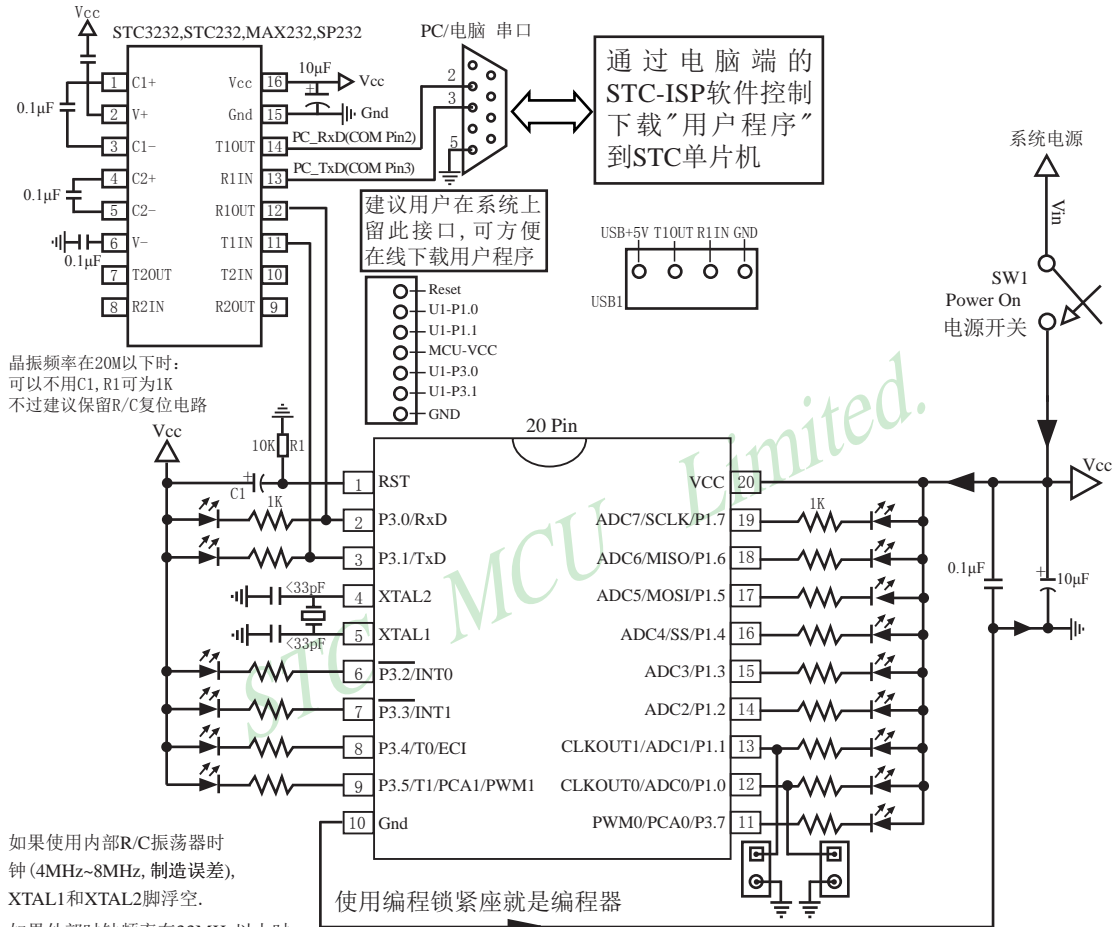 Vcc
STC3232,STC232,MAX232,SP232
PC/电脑 串口
1 C1+ Vcc 16
2 V+ Gnd 15
3 C1- T1OUT 14
4 C2+ R1IN 13
5 C2- R1OUT 12
6 V- T1IN 11
7 T2OUT T2IN 10
8 R2IN R2OUT 9
0.1μF
0.1μF
0.1μF
10μF
+
Vcc
Gnd
PC_RxD(COM Pin2)
PC_TxD(COM Pin3)
2
3
5
通过电脑端的
STC-ISP软件控制
下载"用户程序"
到STC单片机
系统电源
Vin
SW1
Power On
电源开关
建议用户在系统上
留此接口,可方便
在线下载用户程序
USB+5V T1OUT R1IN GND
USB1
Reset
U1-P1.0
U1-P1.1
MCU-VCC
U1-P3.0
U1-P3.1
GND
晶振频率在20M以下时:
可以不用C1,R1可为1K
不过建议保留R/C复位电路
Vcc
10K R1
+
C1
1K
<33pF
<33pF
20 Pin
1 RST VCC 20
2 P3.0/RxD ADC7/SCLK/P1.7 19
3 P3.1/TxD ADC6/MISO/P1.6 18
4 XTAL2 ADC5/MOSI/P1.5 17
5 XTAL1 ADC4/SS/P1.4 16
6 P3.2/INT0 ADC3/P1.3 15
7 P3.3/INT1 ADC2/P1.2 14
8 P3.4/T0/ECI CLKOUT1/ADC1/P1.1 13
9 P3.5/T1/PCA1/PWM1 CLKOUT0/ADC0/P1.0 12
10 Gnd PWM0/PCA0/P3.7 11
1K
Vcc
0.1μF
+
10μF
STC MCU Limited.
如果使用内部R/C振荡器时
钟(4MHz~8MHz,制造误差),
XTAL1和XTAL2脚浮空.
使用编程锁紧座就是编程器